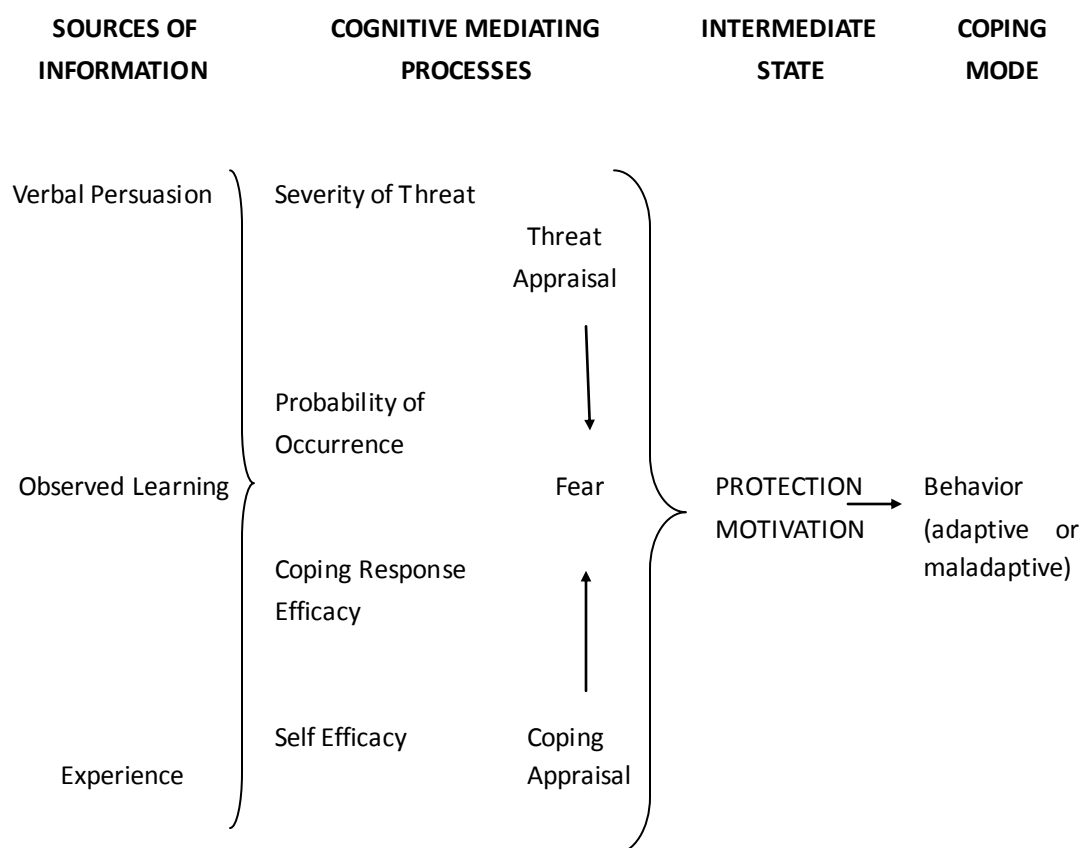 SOURCES OF
INFORMATION
COGNITIVE MEDIATING
PROCESSES
INTERMEDIATE
STATE
COPING
MODE
Verbal Persuasion
Observed Learning
Experience
Severity of Threat
Probability of
Occurrence
Coping Response
Efficacy
Self Efficacy
Threat
Appraisal
Fear
Coping
Appraisal
PROTECTION
MOTIVATION
Behavior
(adaptive or
maladaptive)